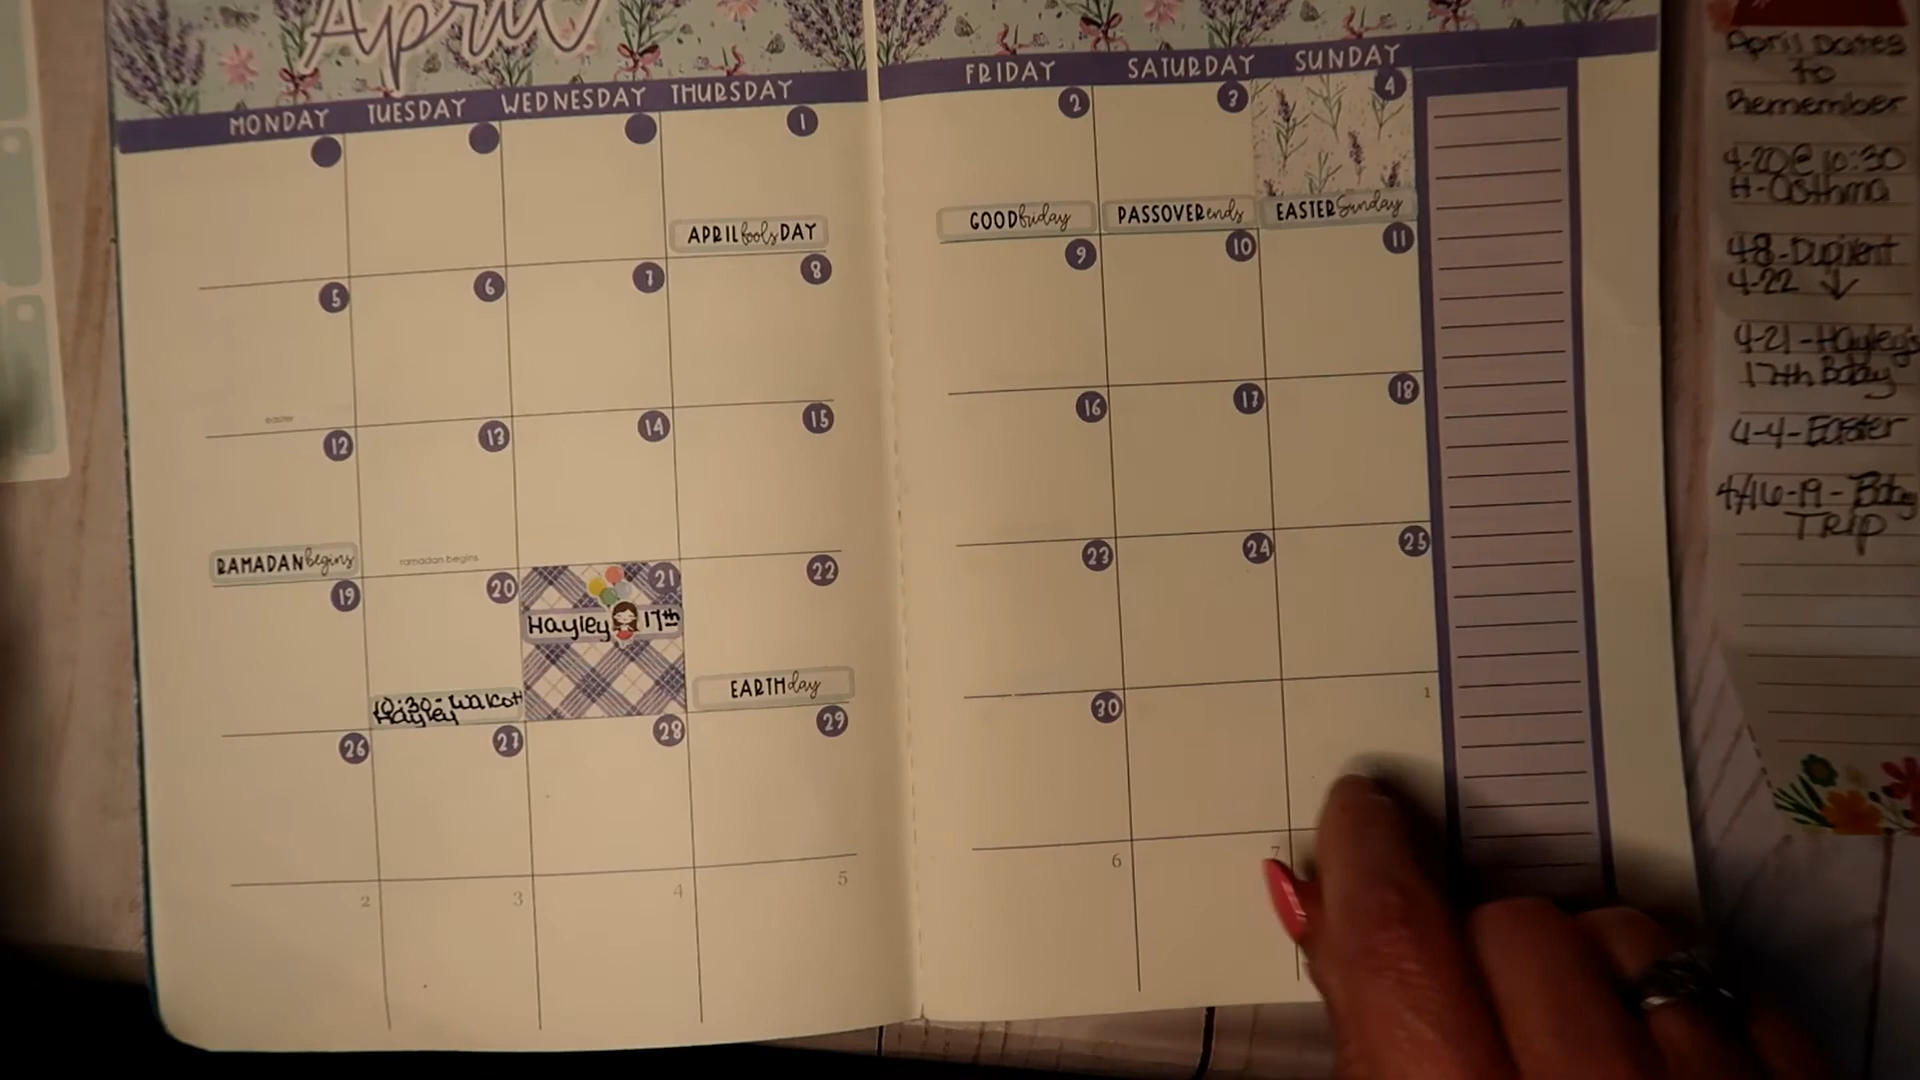 April
MONDAY TUESDAY WEDNESDAY THURSDAY FRIDAY SATURDAY SUNDAY
1 2 3 4
APRIL fools DAY
GOOD friday
PASSOVER ends
EASTER Sunday
5 6 7 8 9 10 11
easter
12 13 14 15 16 17 18
RAMADAN begins
ramadan begins
19 20 21 22 23 24 25
Hayley 17th
10:30- Walcott
Hayley
EARTH day
26 27 28 29 30 1
2 3 4 5 6 7
April Dates
to
Remember
4-20@10:30
H-Asthma
4-8-Dupixent
4-22 ↓
4-21-Hayley's
17th Bday
4-4-Easter
4/16-19-Bday
TRIP